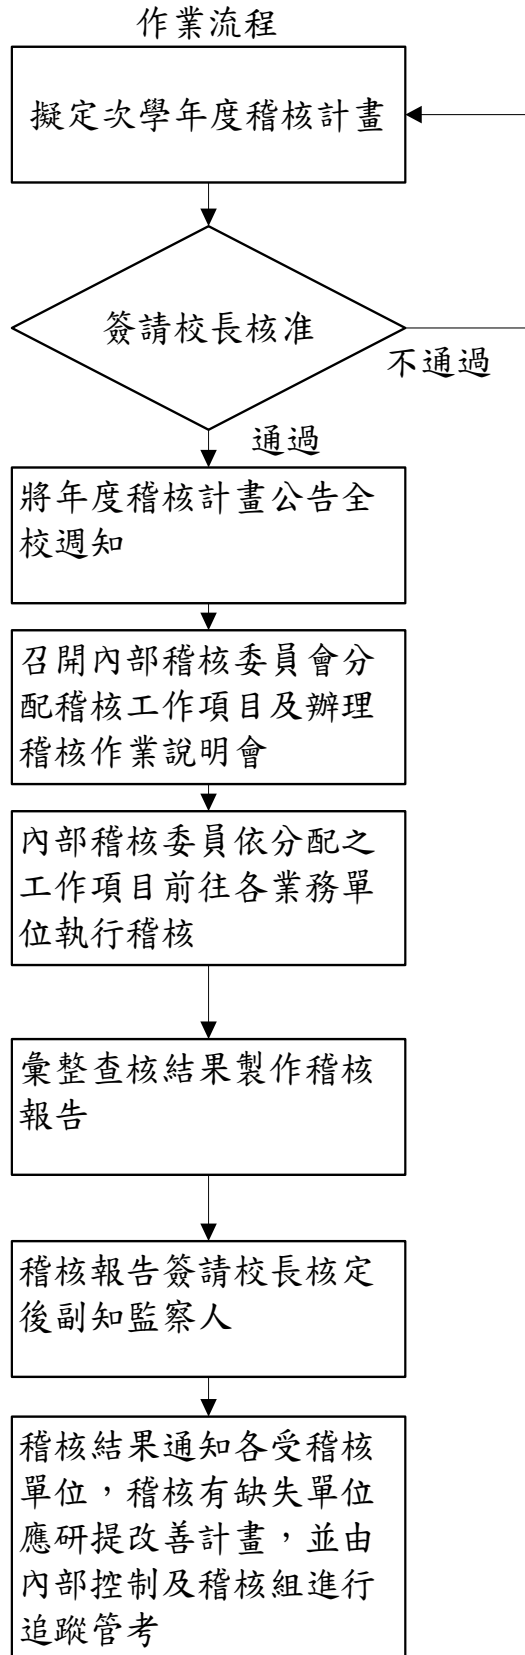 作業流程
擬定次學年度稽核計畫
簽請校長核准
不通過
通過
將年度稽核計畫公告全
校週知
召開內部稽核委員會分
配稽核工作項目及辦理
稽核作業說明會
內部稽核委員依分配之
工作項目前往各業務單
位執行稽核
彙整查核結果製作稽核
報告
稽核報告簽請校長核定
後副知監察人
稽核結果通知各受稽核
單位，稽核有缺失單位
應研提改善計畫，並由
內部控制及稽核組進行
追蹤管考